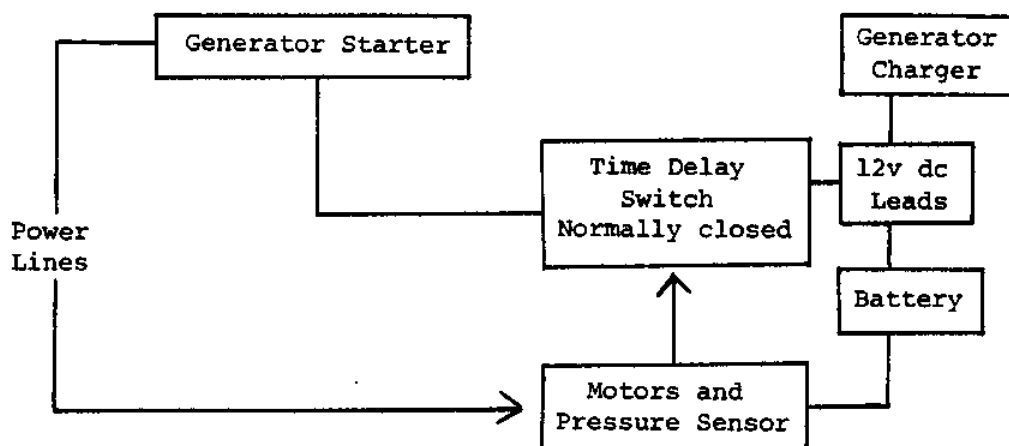 Generator Starter
Generator
Charger
Time Delay
Switch
Normally closed
12v dc
Leads
Power
Lines
Battery
Motors and
Pressure Sensor